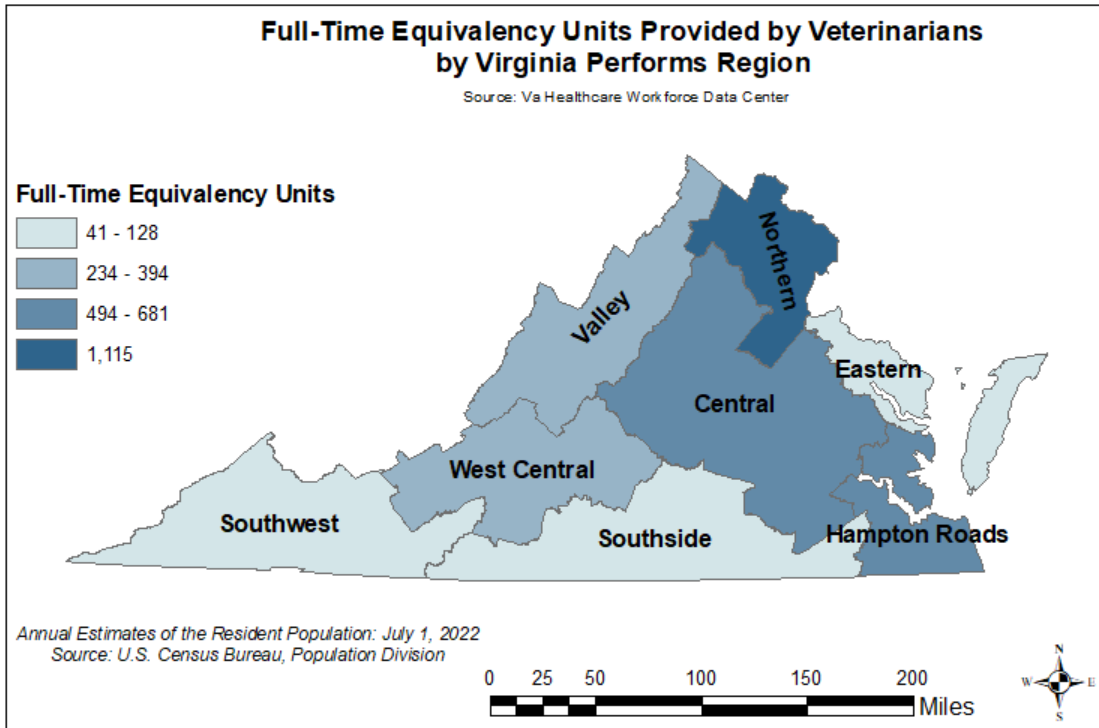 Full-Time Equivalency Units Provided by Veterinarians
by Virginia Performs Region
Source: Va Healthcare Workforce Data Center
Full-Time Equivalency Units
41 - 128
234 - 394
494 - 681
1,115
Northern
Valley
Eastern
Central
West Central
Southwest
Southside
Hampton Roads
Annual Estimates of the Resident Population: July 1, 2022
Source: U.S. Census Bureau, Population Division
0 25 50 100 150 200
Miles
N
W E
S